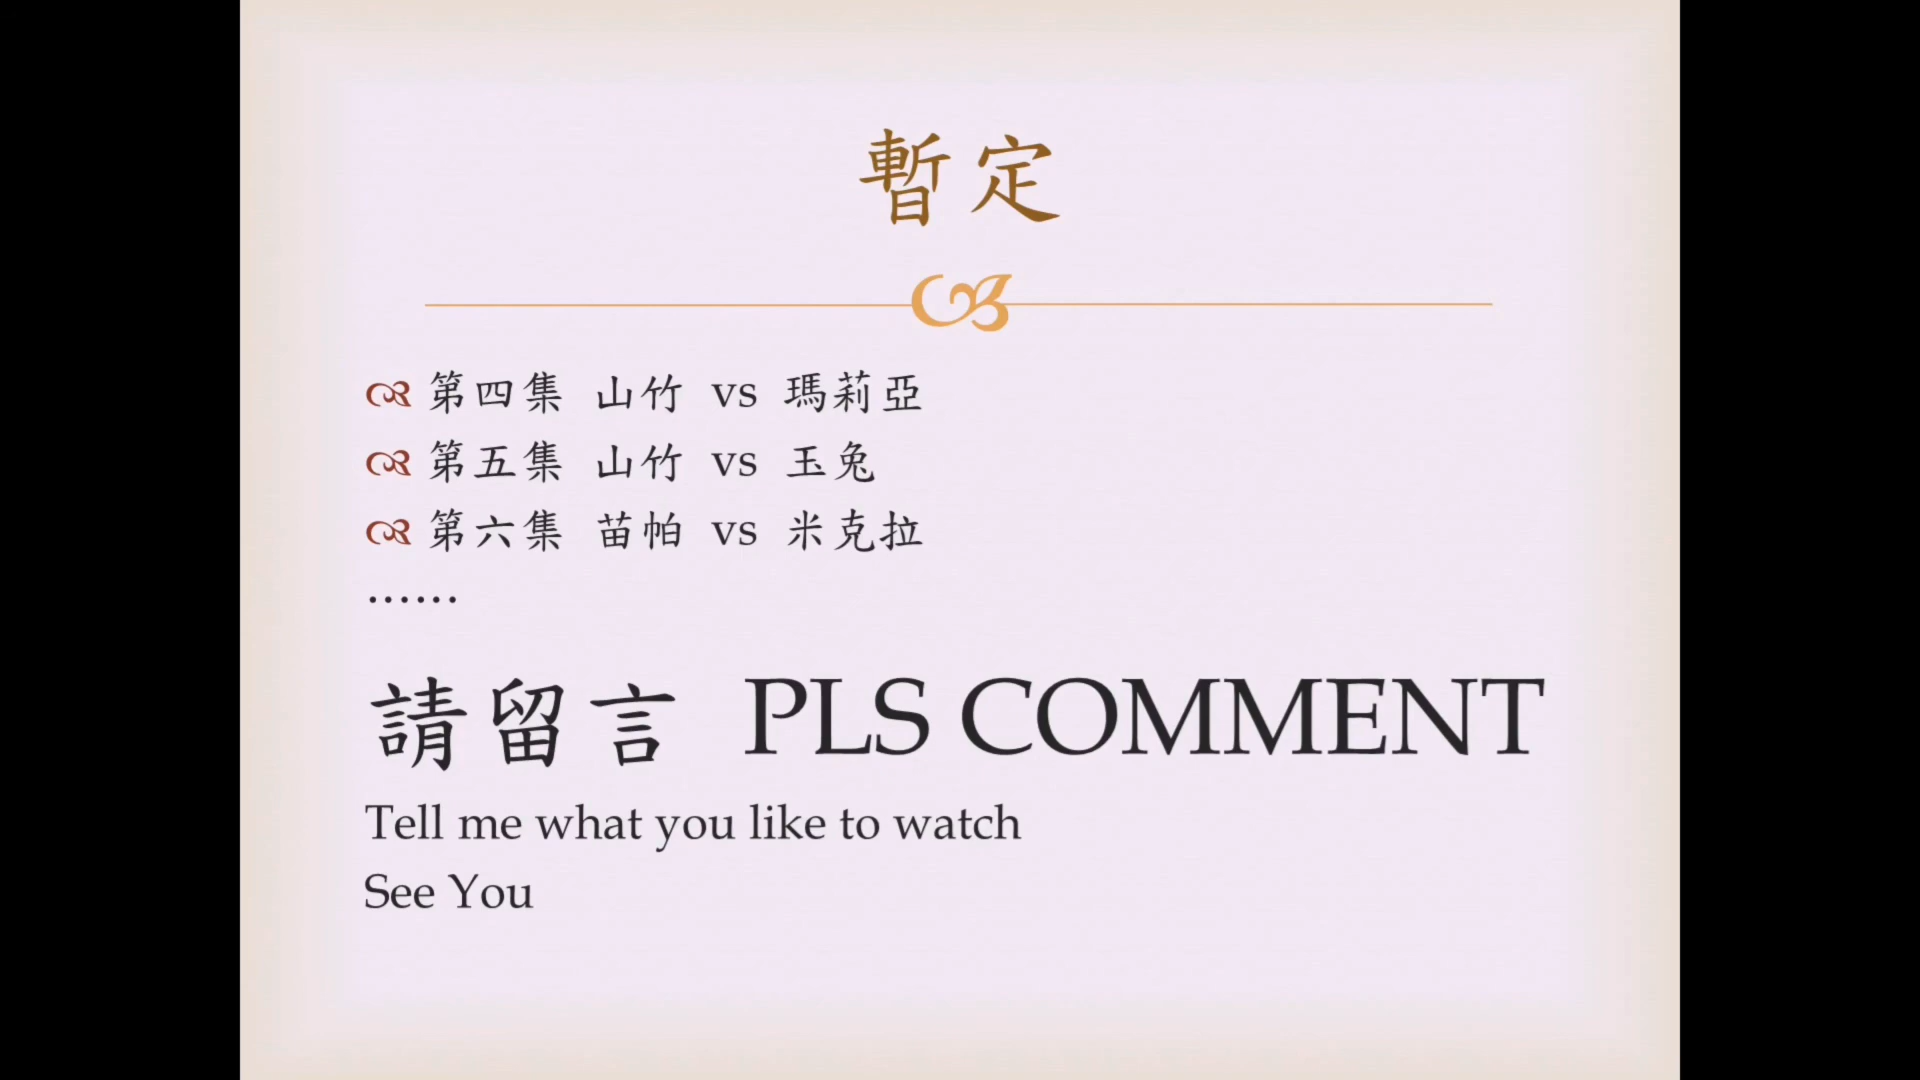 暫定
第四集 山竹 vs 瑪莉亞
第五集 山竹 vs 玉兔
第六集 苗帕 vs 米克拉
……
請留言 PLS COMMENT
Tell me what you like to watch
See You